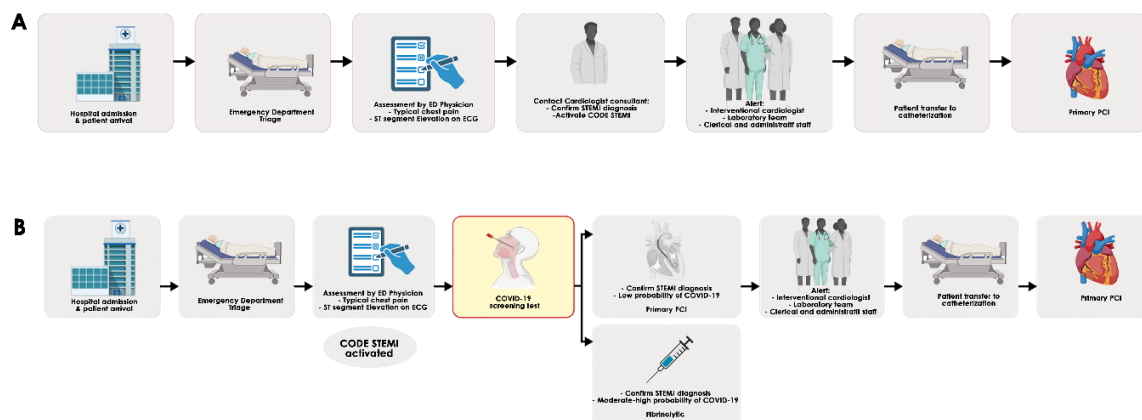 A
Hospital admission
& patient arrival
Emergency Department
Triage
Assessment by ED Physician
- Typical chest pain
- ST segment Elevation on ECG
Contact Cardiologist consultant:
- Confirm STEMI diagnosis
-Activate CODE STEMI
Alert:
- Interventional cardiologist
- Laboratory team
- Clerical and administratif staff
Patient transfer to
catheterization
Primary PCI
B
Hospital admission
& patient arrival
Emergency Department
Triage
Assessment by ED Physician
- Typical chest pain
- ST segment Elevation on ECG
CODE STEMI
activated
COVID-19
screening test
- Confirm STEMI diagnosis
- Low probability of COVID-19
Primary PCI
- Confirm STEMI diagnosis
- Moderate-high probability of COVID-19
Fibrinolytic
Alert:
- Interventional cardiologist
- Laboratory team
- Clerical and administratif staff
Patient transfer to
catheterization
Primary PCI